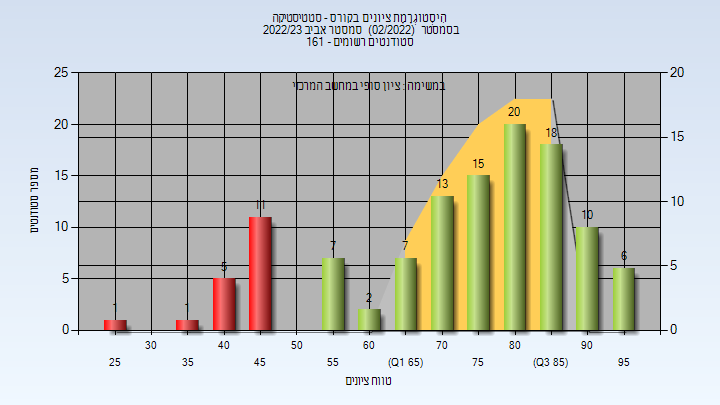 היסטוגרמת ציונים בקורס - סטטיסטיקה
בסמסטר (02/2022) סמסטר אביב 2022/23
סטודנטים רשומים - 161
במשימה : ציון סופי במחשב המרכזי
מספר סטודנטים
25 20 15 10 5 0
20 15 10 5 0
1 1 5 11 7 2 7 13 15 20 18 10 6
30 40 50 60 70 80 90
25 35 45 55 (Q1 65) 75 (Q3 85) 95
טווח ציונים